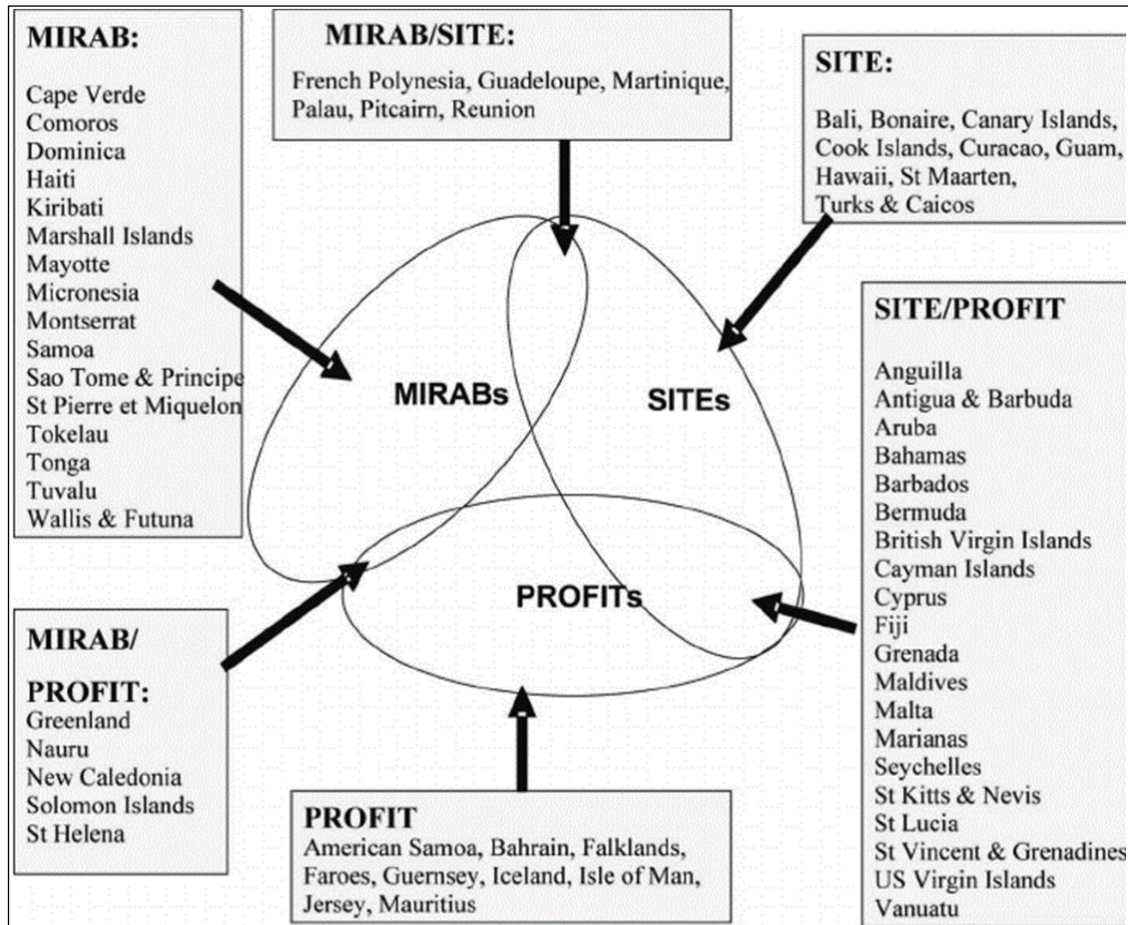 MIRAB:
Cape Verde
Comoros
Dominica
Haiti
Kiribati
Marshall Islands
Mayotte
Micronesia
Montserrat
Samoa
Sao Tome & Principe
St Pierre et Miquelon
Tokelau
Tonga
Tuvalu
Wallis & Futuna
MIRAB/SITE:
French Polynesia, Guadeloupe, Martinique,
Palau, Pitcairn, Reunion
SITE:
Bali, Bonaire, Canary Islands,
Cook Islands, Curacao, Guam,
Hawaii, St Maarten,
Turks & Caicos
MIRABs
SITEs
PROFITs
SITE/PROFIT
Anguilla
Antigua & Barbuda
Aruba
Bahamas
Barbados
Bermuda
British Virgin Islands
Cayman Islands
Cyprus
Fiji
Grenada
Maldives
Malta
Marianas
Seychelles
St Kitts & Nevis
St Lucia
St Vincent & Grenadines
US Virgin Islands
Vanuatu
MIRAB/
PROFIT:
Greenland
Nauru
New Caledonia
Solomon Islands
St Helena
PROFIT
American Samoa, Bahrain, Falklands,
Faroes, Guernsey, Iceland, Isle of Man,
Jersey, Mauritius